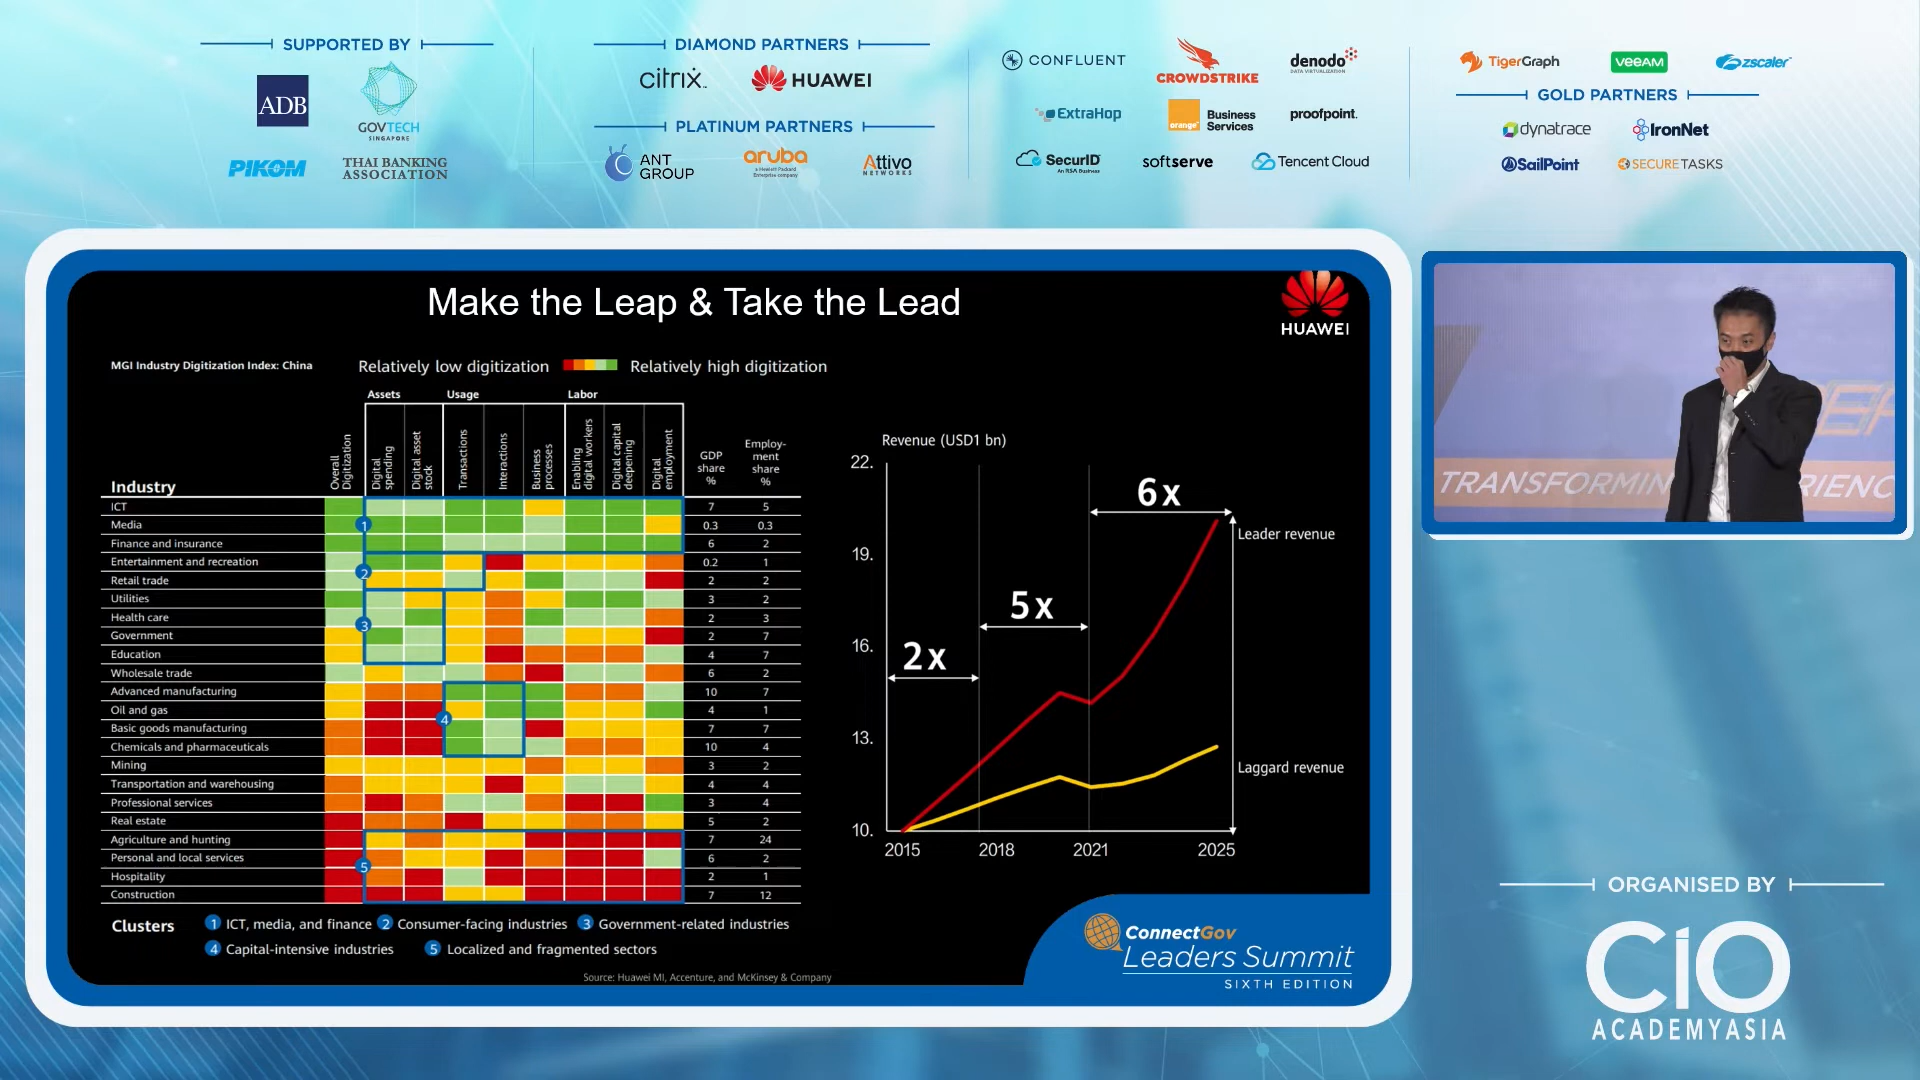 SUPPORTED BY
ADB
GOVTECH
SINGAPORE
PIKOM
THAI BANKING
ASSOCIATION
DIAMOND PARTNERS
citrix
HUAWEI
PLATINUM PARTNERS
ANT
GROUP
aruba
a Hewlett Packard
Enterprise company
Attivo
NETWORKS
CONFLUENT
CROWDSTRIKE
denodo
DATA VIRTUALIZATION
ExtraHop
orange
Business
Services
proofpoint.
SecurID
An RSA Business
softserve
Tencent Cloud
TigerGraph
veeam
zscaler
GOLD PARTNERS
dynatrace
IronNet
SailPoint
SECURETASKS
Make the Leap & Take the Lead
HUAWEI
MGI Industry Digitization Index: China
Relatively low digitization
Relatively high digitization
Assets
Usage
Labor
Industry
Overall Digitization
Digital spending
Digital asset stock
Transactions
Interactions
Business processes
Enabling digital workers
Digital capital deepening
Digital employment
GDP share %
Employ-ment share %
ICT 7 5
Media 0.3 0.3
Finance and insurance 6 2
Entertainment and recreation 0.2 1
Retail trade 2 2
Utilities 3 2
Health care 2 3
Government 2 7
Education 4 7
Wholesale trade 6 2
Advanced manufacturing 10 7
Oil and gas 4 1
Basic goods manufacturing 7 7
Chemicals and pharmaceuticals 10 4
Mining 3 2
Transportation and warehousing 4 4
Professional services 3 4
Real estate 5 2
Agriculture and hunting 7 24
Personal and local services 6 2
Hospitality 2 1
Construction 7 12
1
2
3
4
5
Clusters
1 ICT, media, and finance 2 Consumer-facing industries 3 Government-related industries
4 Capital-intensive industries 5 Localized and fragmented sectors
Source: Huawei MI, Accenture, and McKinsey & Company
Revenue (USD1 bn)
22.
19.
16.
13.
10.
2x
5x
6x
Leader revenue
Laggard revenue
2015 2018 2021 2025
ConnectGov
Leaders Summit
SIXTH EDITION
TRANSFORMIN
RIENC
ORGANISED BY
CIO
ACADEMYASIA